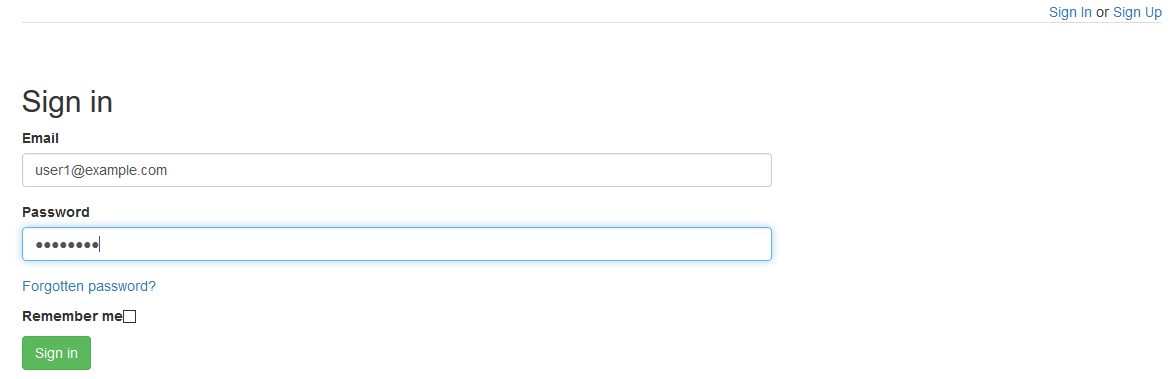 Sign In or Sign Up
Sign in
Email
user1@example.com
Password
●●●●●●●●
Forgotten password?
Remember me
Sign in